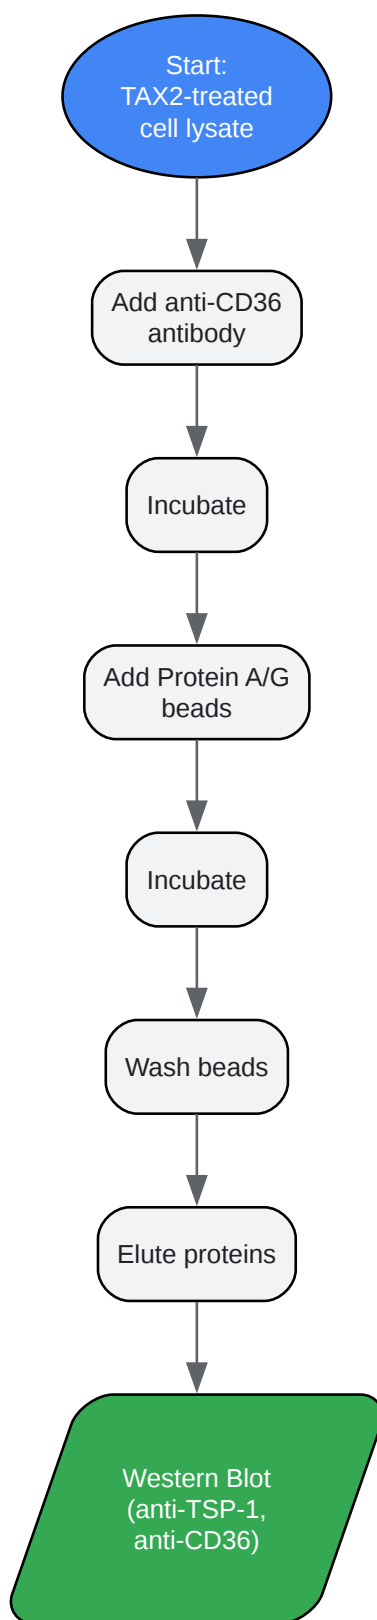 Start:
TAX2-treated
cell lysate
Add anti-CD36
antibody
Incubate
Add Protein A/G
beads
Incubate
Wash beads
Elute proteins
Western Blot
(anti-TSP-1,
anti-CD36)